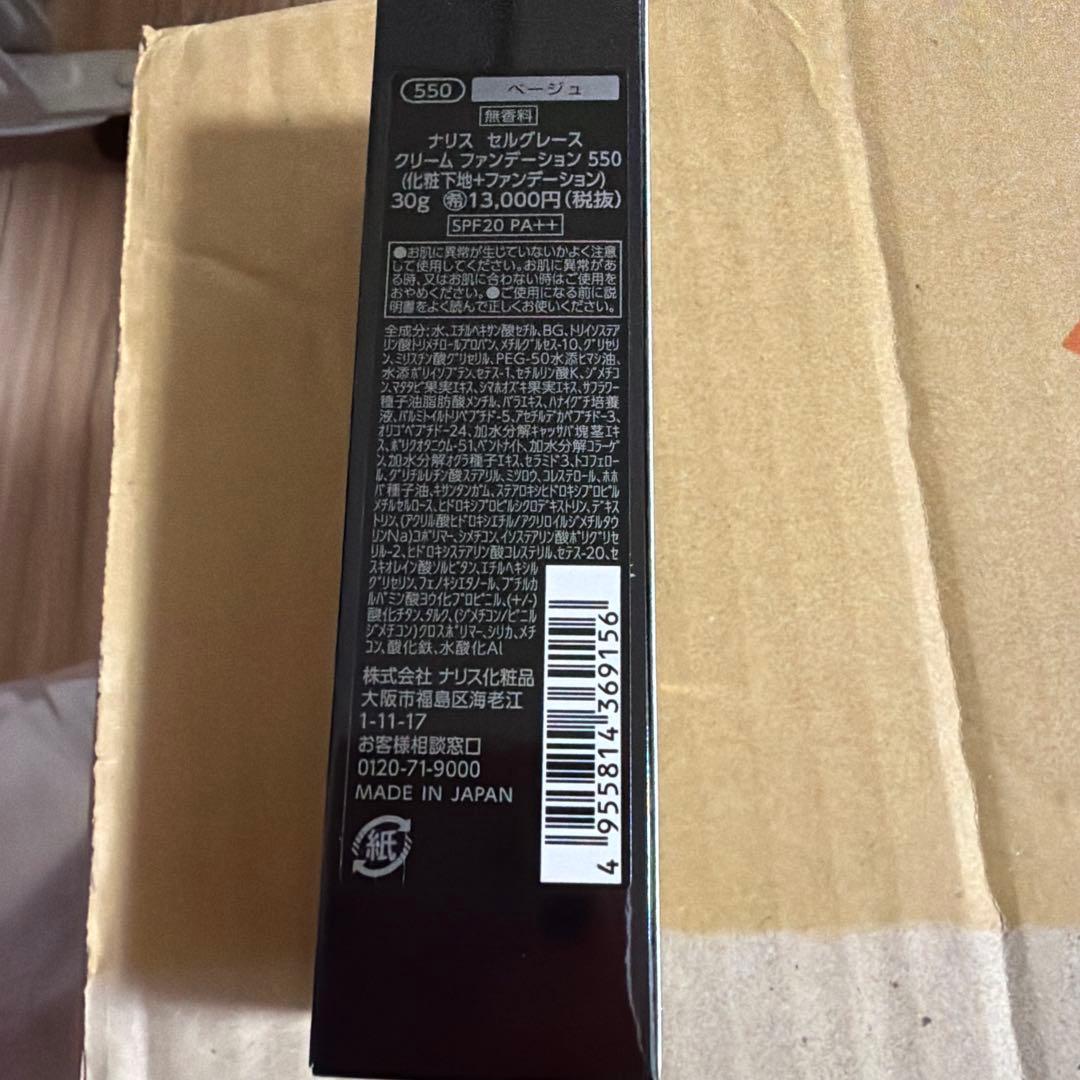 550 ベージュ
無香料
ナリス セルグレース
クリーム ファンデーション 550
(化粧下地+ファンデーション)
30g ㊝13,000円(税抜)
SPF20 PA++
●お肌に異常が生じていないかよく注意
して使用してください。お肌に異常があ
る時、又はお肌に合わない時はご使用を
おやめください。●ご使用になる前に説
明書をよく読んで正しくお使いください。
全成分:水、エチルヘキサン酸セチル、BG、トリイソステア
リン酸トリメチロールプロパン、メチルグルセス-10、グリセリ
ン、ミリスチン酸グリセリル、PEG-50水添ヒマシ油、
水添ポリイソブテン、セテス-1、セチルリン酸K、ジメチコ
ン、マタタビ果実エキス、シマホオズキ果実エキス、サフラワー
種子油脂肪酸メンチル、バラエキス、ハナイグチ培養
液、パルミトイルトリペプチド-5、アセチルデカペプチド-3、
オリゴペプチド-24、加水分解キャッサバ塊茎エキ
ス、ポリクオタニウム-51、ベントナイト、加水分解コラーゲ
ン、加水分解オクラ種子エキス、セラミド3、トコフェロー
ル、グリチルレチン酸ステアリル、ミツロウ、コレステロール、ホホ
バ種子油、キサンタンガム、ステアロキシヒドロキシプロピル
メチルセルロース、ヒドロキシプロピルシクロデキストリン、デキス
トリン、(アクリル酸ヒドロキシエチル/アクリロイルジメチルタウ
リンNa)コポリマー、シメチコン、イソステアリン酸ポリグリセ
リル-2、ヒドロキシステアリン酸コレステリル、セテス-20、セ
スキオレイン酸ソルビタン、エチルヘキシル
グリセリン、フェノキシエタノール、ブチルカ
ルバミン酸ヨウ化プロピニル、(+/-)
酸化チタン、タルク、(ジメチコン/ビニル
ジメチコン)クロスポリマー、シリカ、メチ
コン、酸化鉄、水酸化Al
株式会社 ナリス化粧品
大阪市福島区海老江
1-11-17
お客様相談窓口
0120-71-9000
MADE IN JAPAN
紙
4 955814 369156